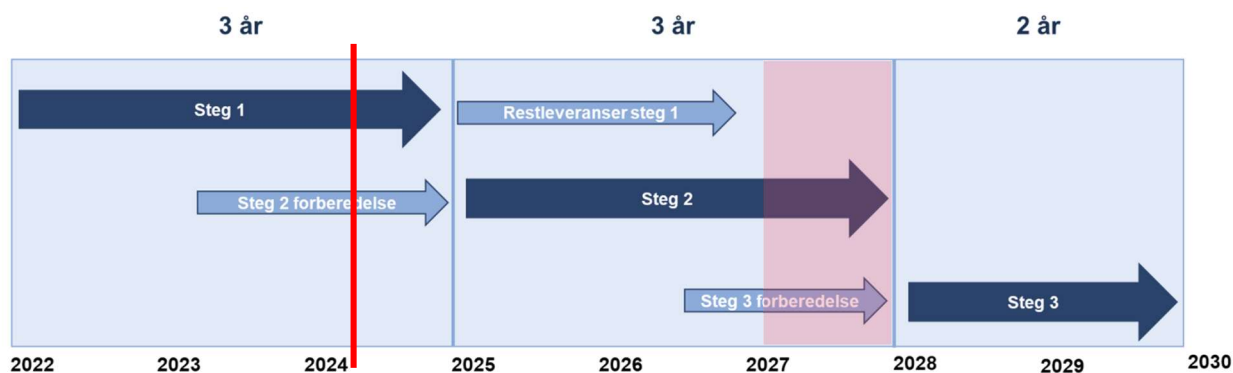 3 år
3 år
2 år
Steg 1
Restleveranser steg 1
Steg 2 forberedelse
Steg 2
Steg 3 forberedelse
Steg 3
2022 2023 2024 2025 2026 2027 2028 2029 2030